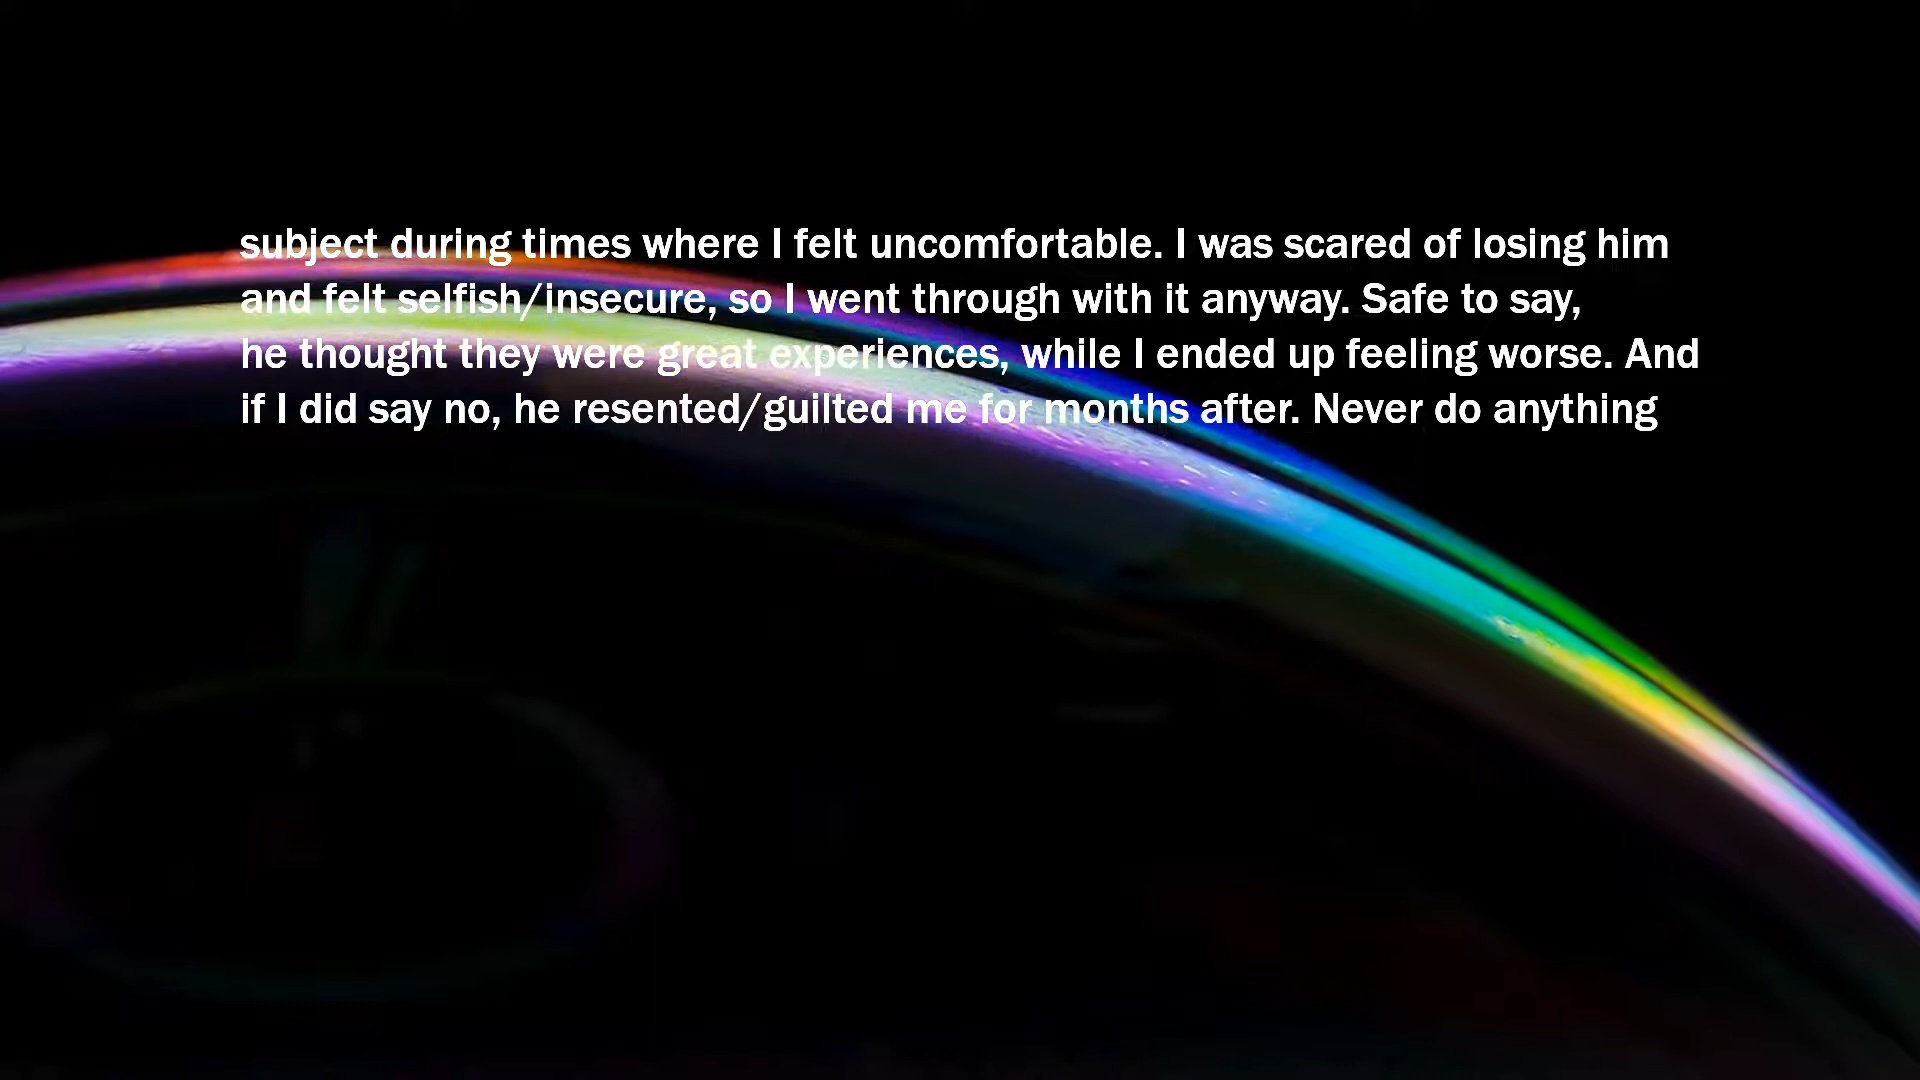 subject during times where I felt uncomfortable. I was scared of losing him
and felt selfish/insecure, so I went through with it anyway. Safe to say,
he thought they were great experiences, while I ended up feeling worse. And
if I did say no, he resented/guilted me for months after. Never do anything